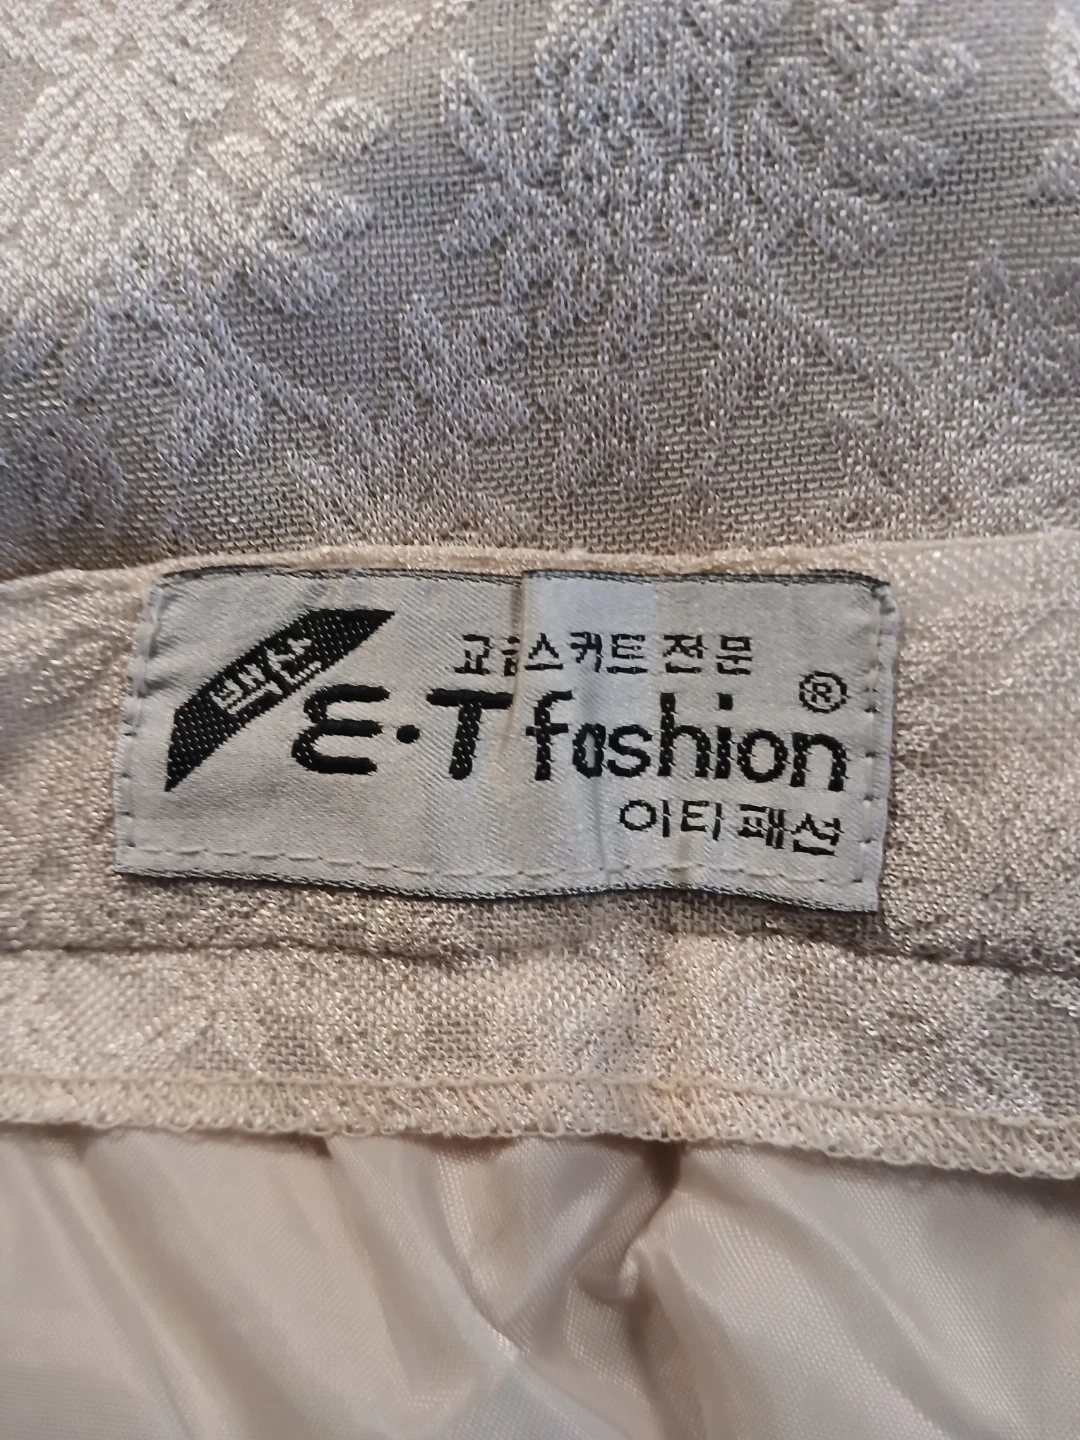 고급스커트 전문
E·T fashion ®
이티패션